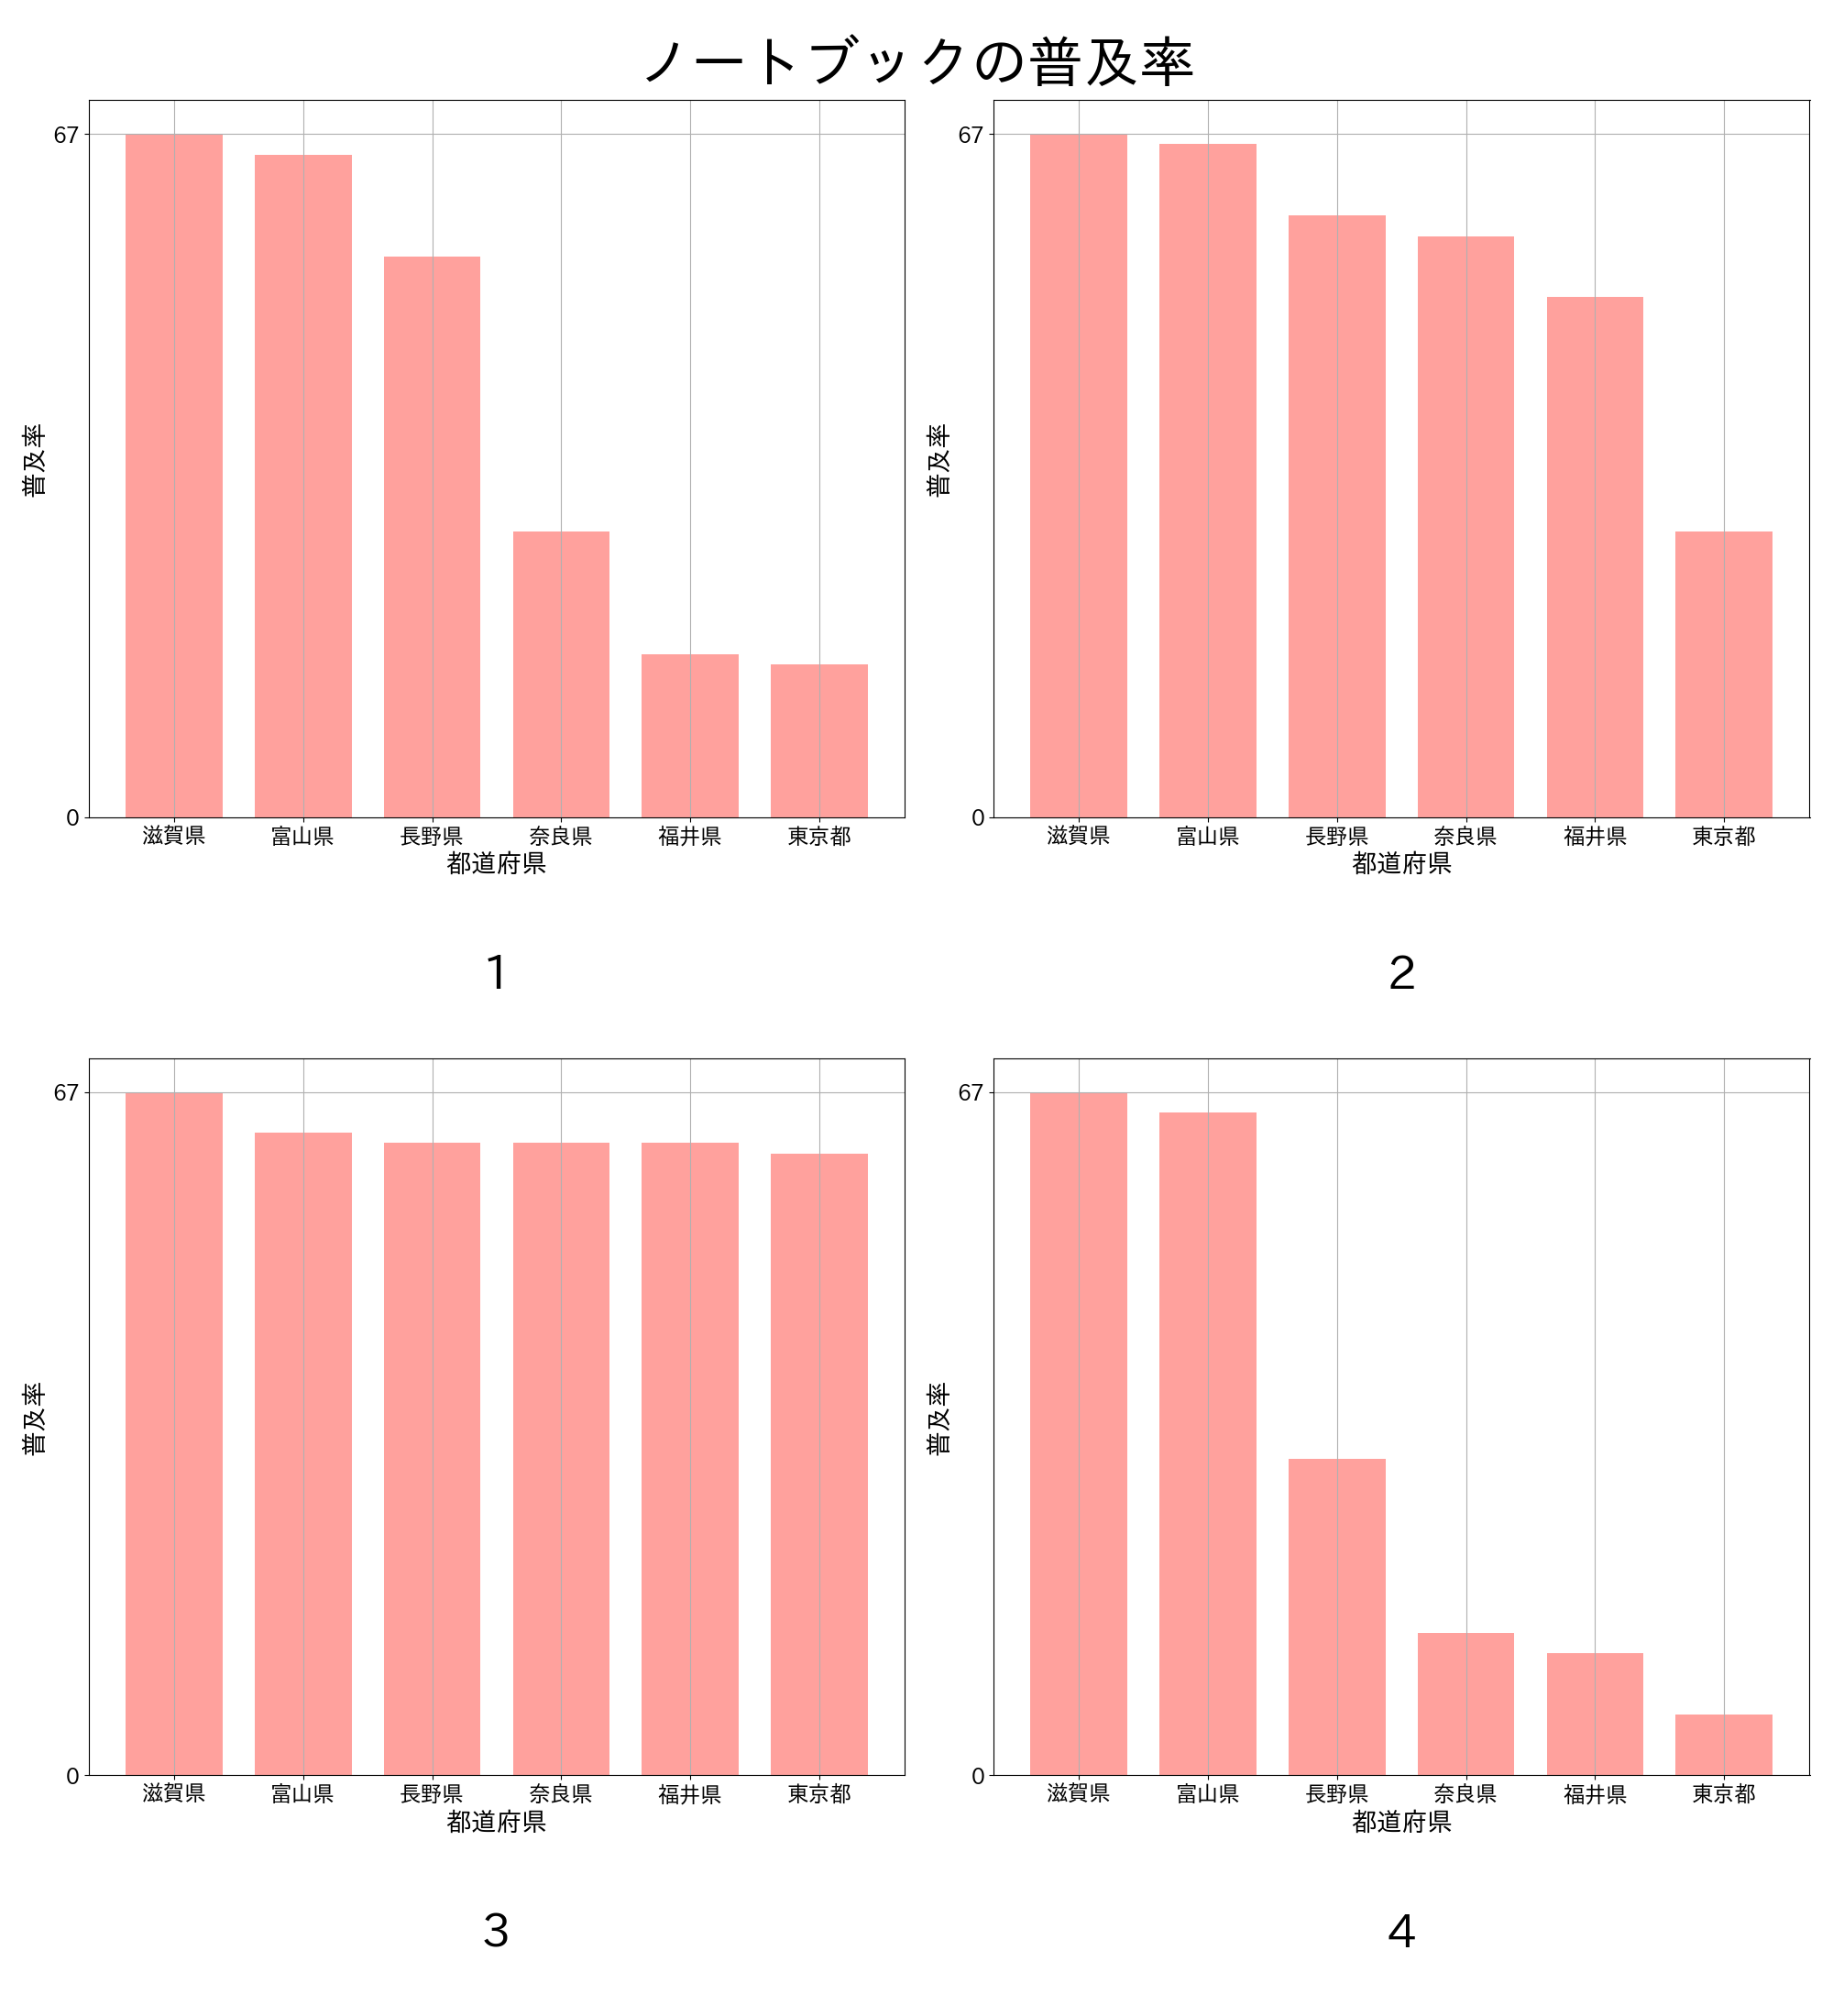 ノートブックの普及率
67
0
普及率
滋賀県 富山県 長野県 奈良県 福井県 東京都
都道府県
1
67
0
普及率
滋賀県 富山県 長野県 奈良県 福井県 東京都
都道府県
2
67
0
普及率
滋賀県 富山県 長野県 奈良県 福井県 東京都
都道府県
3
67
0
普及率
滋賀県 富山県 長野県 奈良県 福井県 東京都
都道府県
4